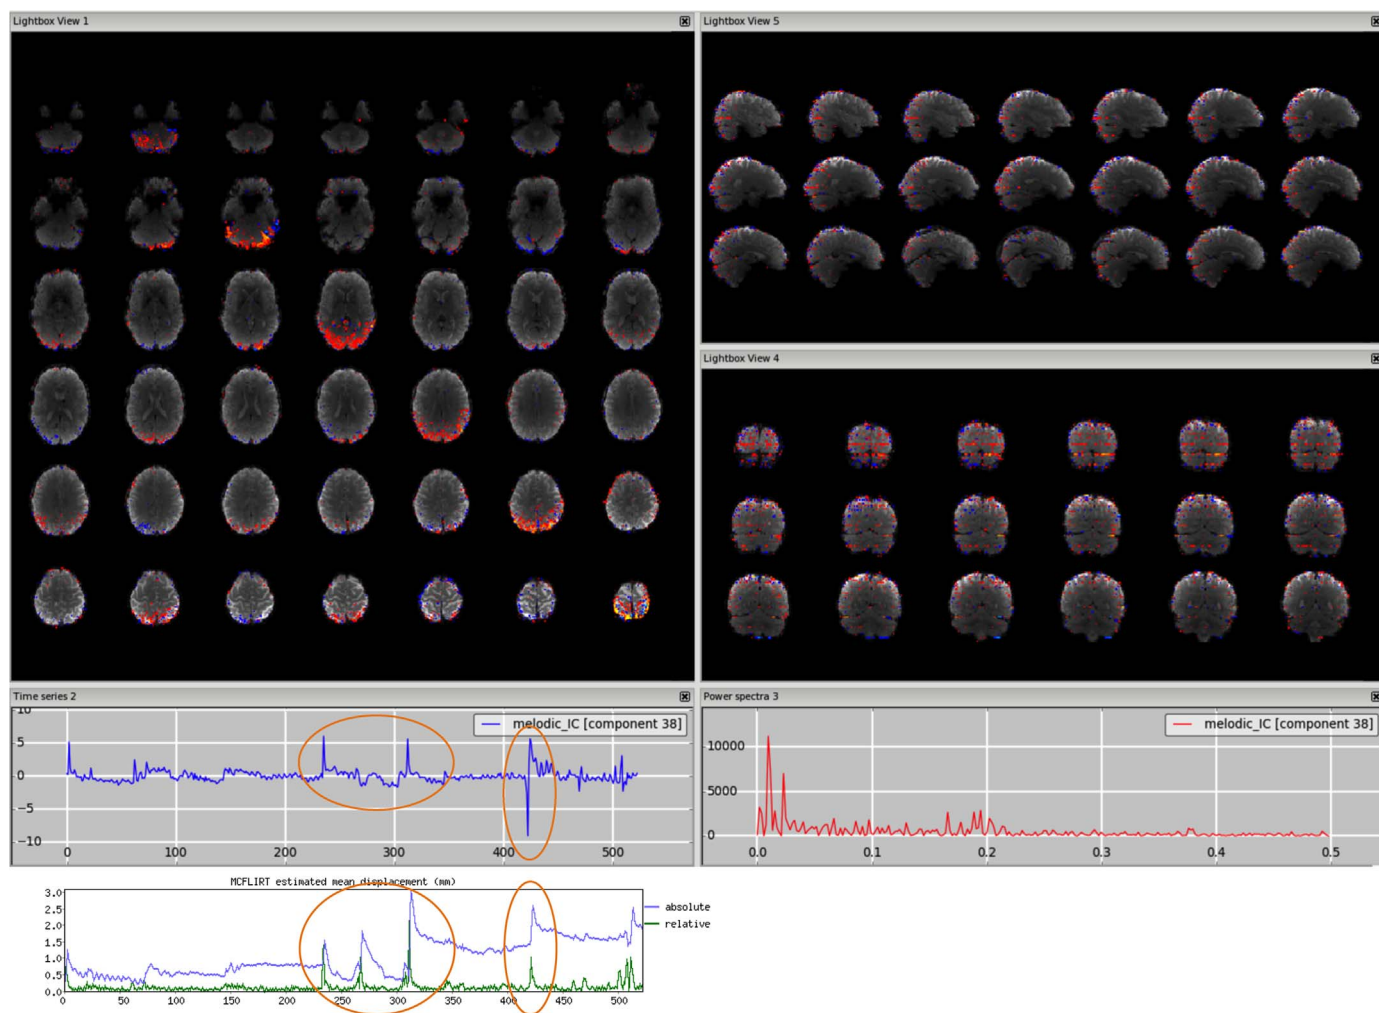 Lightbox View 1
Lightbox View 5
Lightbox View 4
Time series 2
10
5
0
−5
−10
melodic_IC [component 38]
0 100 200 300 400 500
Power spectra 3
10000
5000
0
melodic_IC [component 38]
0.0 0.1 0.2 0.3 0.4 0.5
MCFLIRT estimated mean displacement (mm)
3.0
2.5
2.0
1.5
1.0
0.5
0.0
absolute
relative
0 50 100 150 200 250 300 350 400 450 500